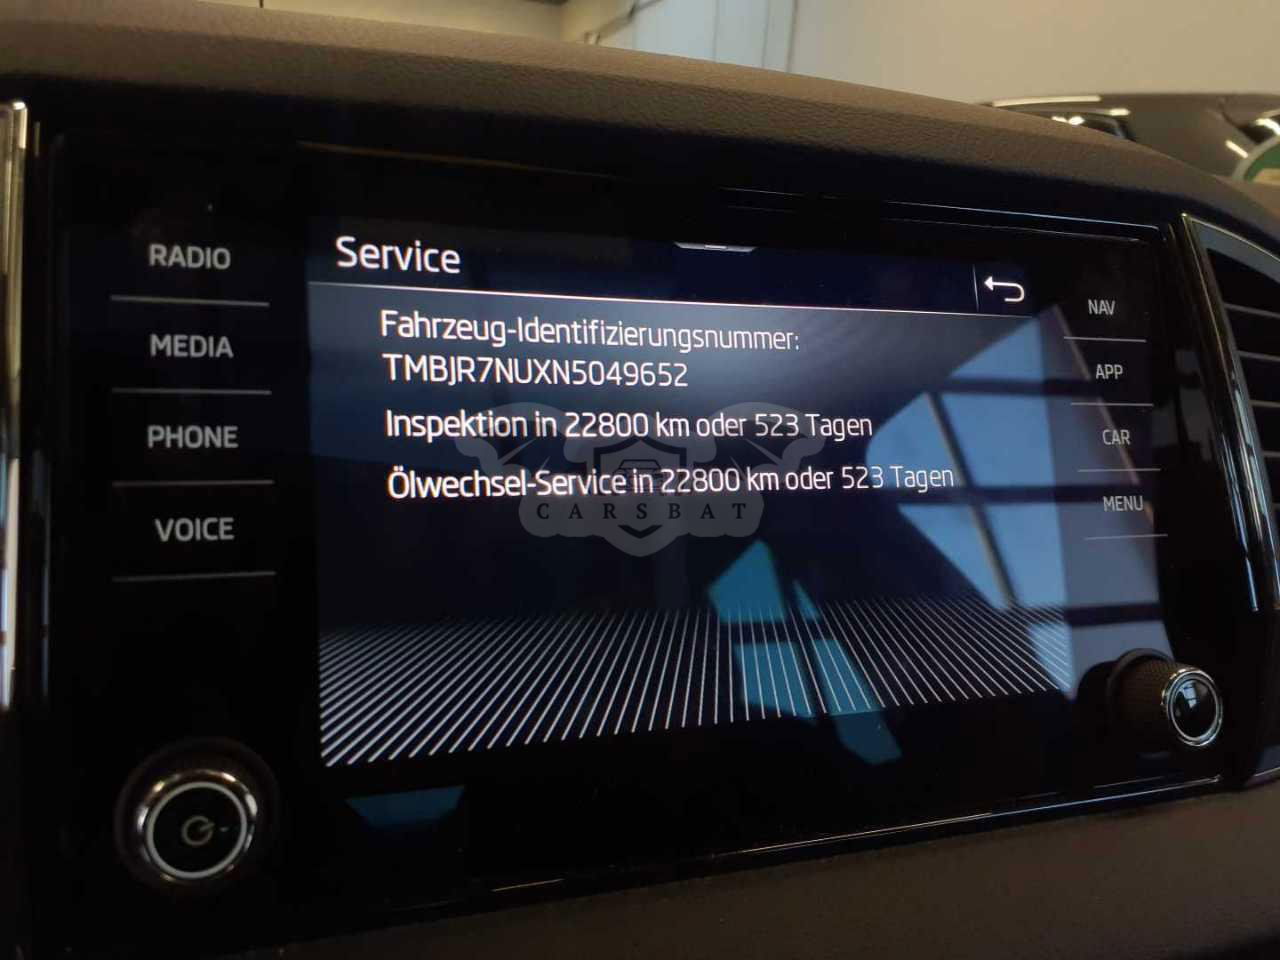 Service
RADIO
MEDIA
PHONE
VOICE
Fahrzeug-Identifizierungsnummer:
TMBJR7NUXN5049652
Inspektion in 22800 km oder 523 Tagen
Ölwechsel-Service in 22800 km oder 523 Tagen
CARSBAT
NAV
APP
CAR
MENU